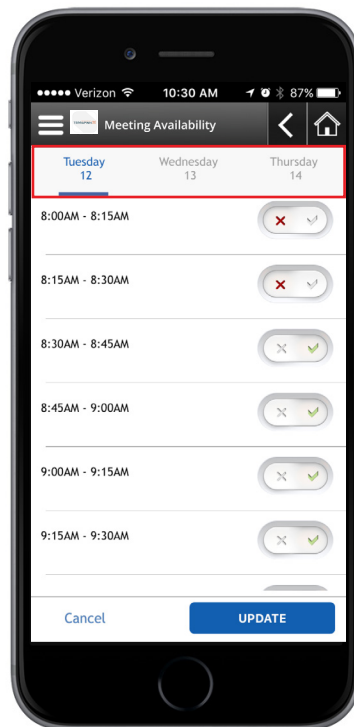 Verizon 10:30 AM 87%
Meeting Availability
Tuesday Wednesday Thursday
12 13 14
8:00AM - 8:15AM
8:15AM - 8:30AM
8:30AM - 8:45AM
8:45AM - 9:00AM
9:00AM - 9:15AM
9:15AM - 9:30AM
Cancel UPDATE